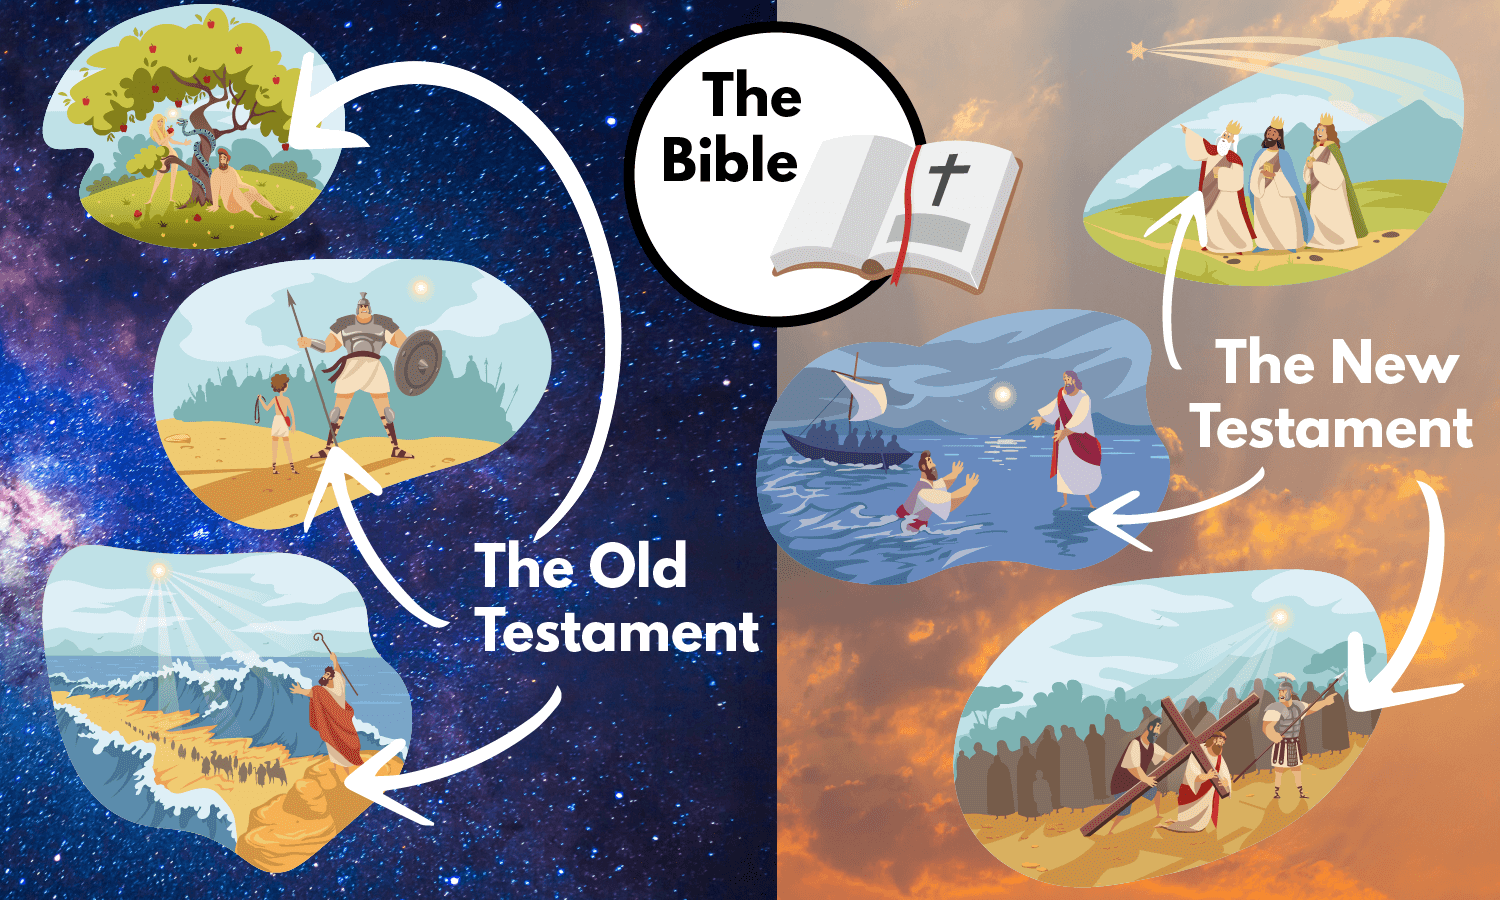 The
Bible
The Old
Testament
The New
Testament